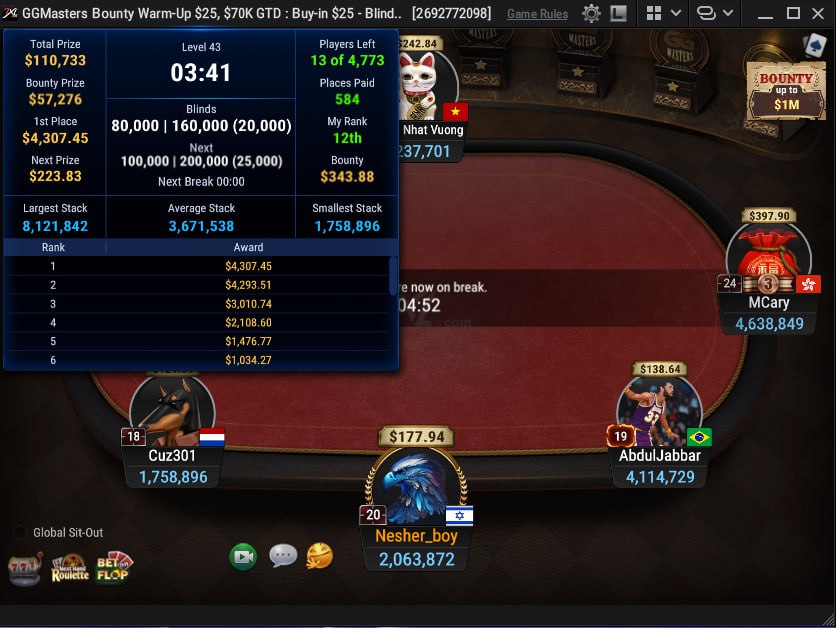 GGMasters Bounty Warm-Up $25, $70K GTD : Buy-in $25 - Blind.. [2692772098] Game Rules
Total Prize
$110,733
Bounty Prize
$57,276
1st Place
$4,307.45
Next Prize
$223.83
Level 43
03:41
Blinds
80,000 | 160,000 (20,000)
Next
100,000 | 200,000 (25,000)
Next Break 00:00
Players Left
13 of 4,773
Places Paid
584
My Rank
12th
Bounty
$343.88
Largest Stack
8,121,842
Average Stack
3,671,538
Smallest Stack
1,758,896
Rank Award
1 $4,307.45
2 $4,293.51
3 $3,010.74
4 $2,108.60
5 $1,476.77
6 $1,034.27
$242.84
Nhat Vuong
237,701
GG MASTERS
BOUNTY
up to
$1M
$397.90
24
3
MCary
4,638,849
re now on break.
04:52
.com
18
Cuz301
1,758,896
$177.94
20
Nesher_boy
2,063,872
$138.64
19
AbdulJabbar
4,114,729
Global Sit-Out
777
Next Hand
Roulette
BET on
FLOP